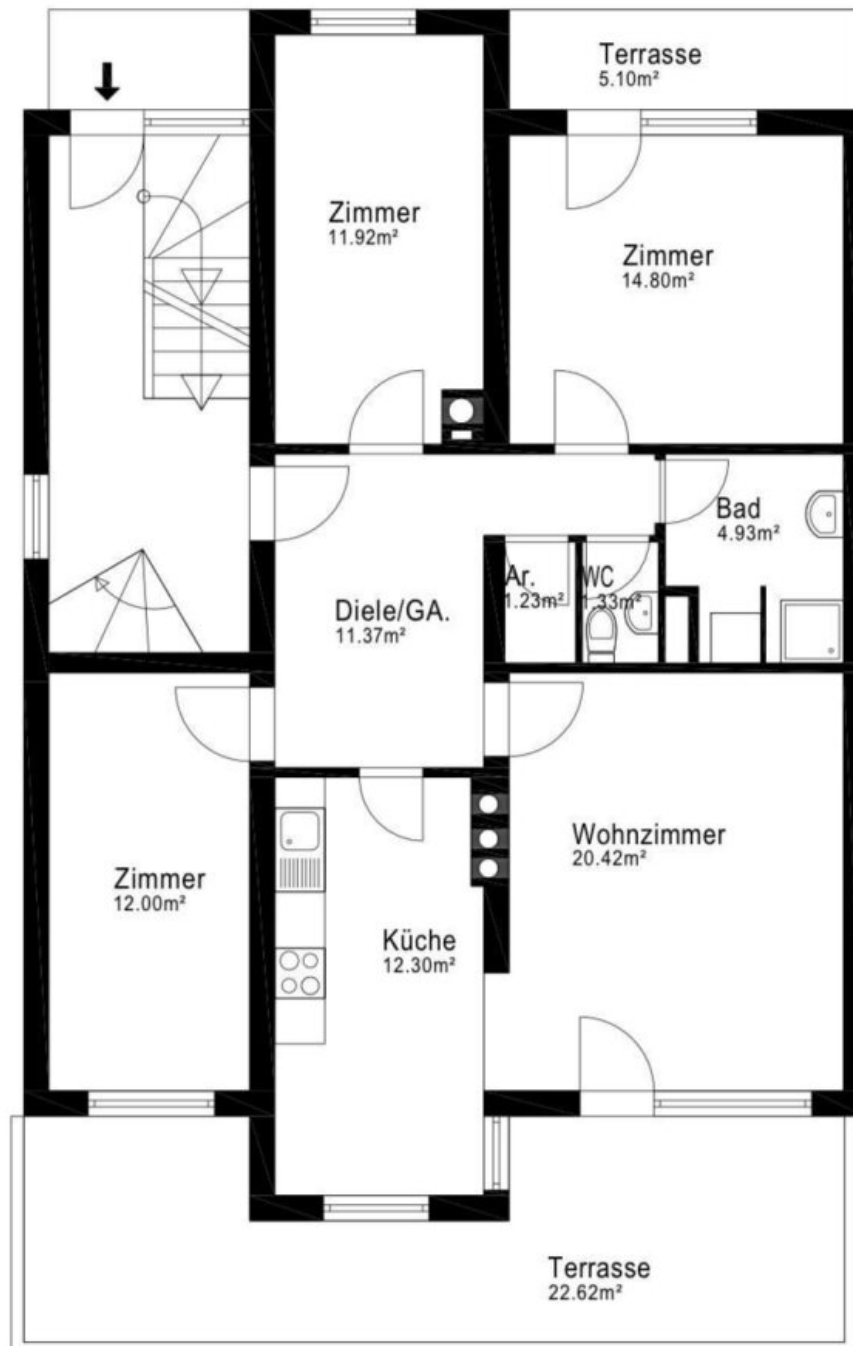 Terrasse
5.10m²
Zimmer
11.92m²
Zimmer
14.80m²
Bad
4.93m²
Ar.
1.23m²
WC
1.33m²
Diele/GA.
11.37m²
Wohnzimmer
20.42m²
Zimmer
12.00m²
Küche
12.30m²
Terrasse
22.62m²